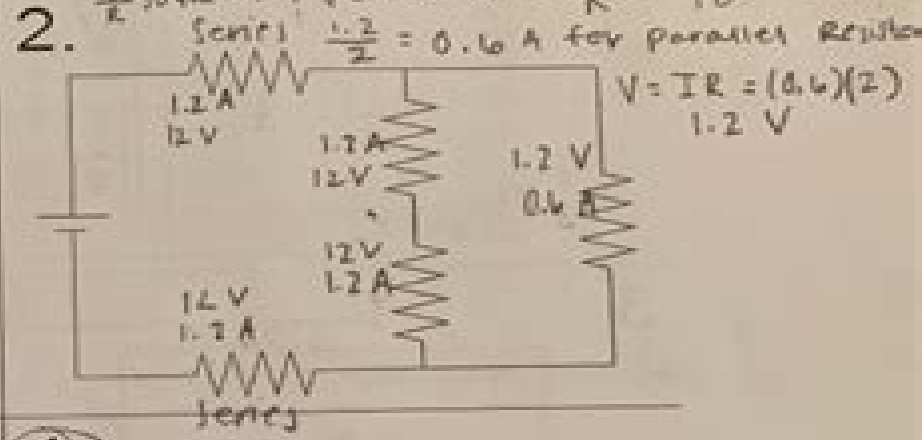 2.
Series 1.2/2 = 0.6 A for parallel
V = IR = (0.6)(2)
1.2 V
1.2 A
12 V
1.2 A
12 V
1.2 V
0.6 A
12 V
1.2 A
12 V
1.2 A
Series